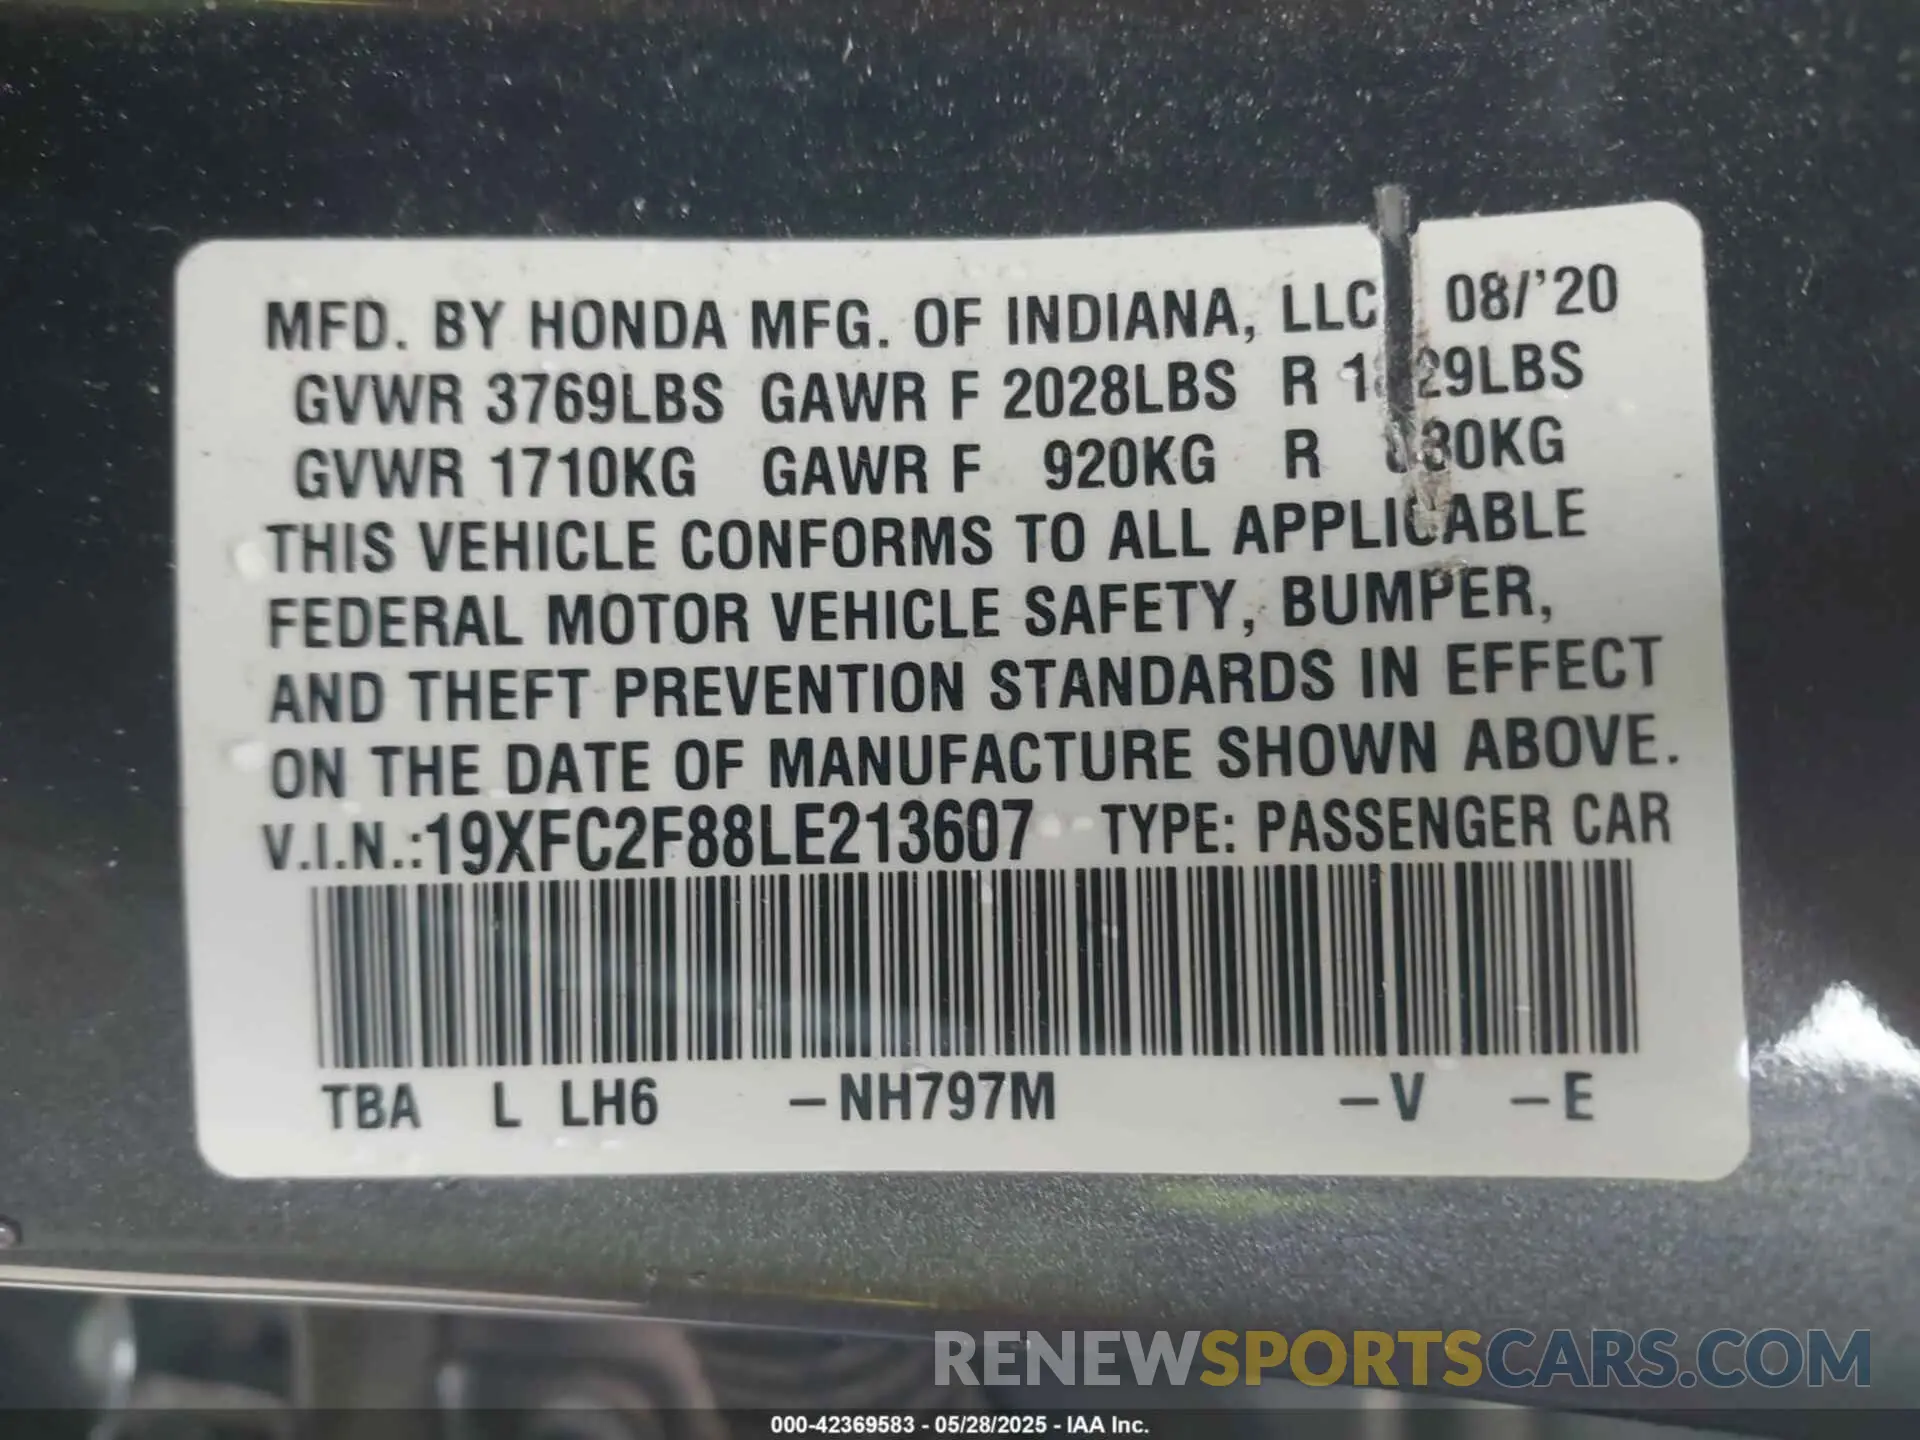 MFD. BY HONDA MFG. OF INDIANA, LLC 08/'20
GVWR 3769LBS GAWR F 2028LBS R
GVWR 1710KG GAWR F 920KG R
THIS VEHICLE CONFORMS TO ALL APPLICABLE
FEDERAL MOTOR VEHICLE SAFETY, BUMPER,
AND THEFT PREVENTION STANDARDS IN EFFECT
ON THE DATE OF MANUFACTURE SHOWN ABOVE.
V.I.N.:19XFC2F88LE213607 TYPE: PASSENGER CAR
TBA L LH6 –NH797M –V –E
RENEWSPORTSCARS.COM
000-42369583 - 05/28/2025 - IAA Inc.